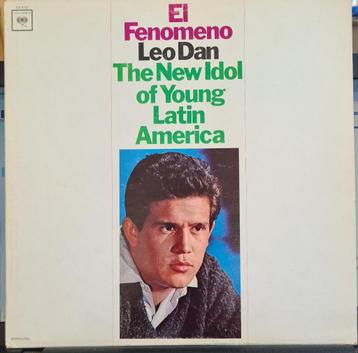 El
Fenomeno
Leo Dan
The New Idol
of Young
Latin
America